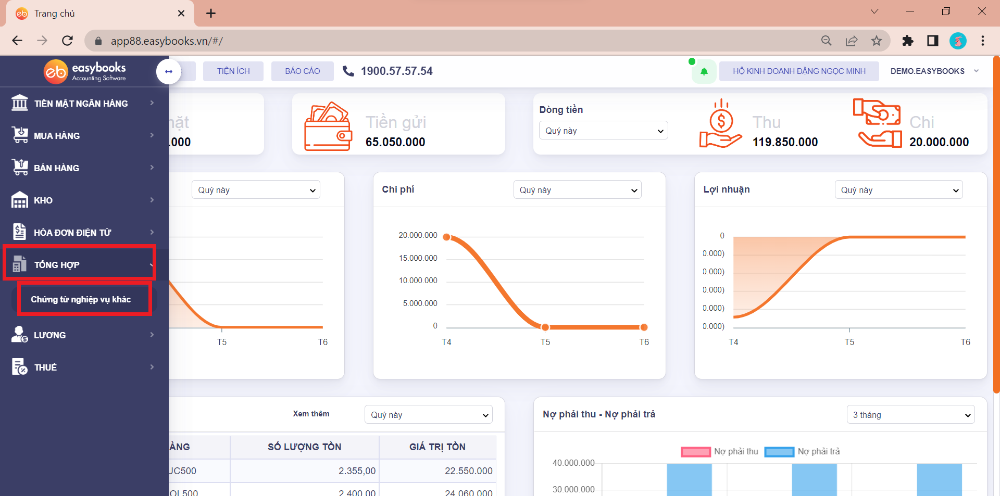 Trang chủ
app88.easybooks.vn/#/
eb easybooks
Accounting Software
TIỆN ÍCH
BÁO CÁO
1900.57.57.54
HỘ KINH DOANH ĐẶNG NGỌC MINH
DEMO.EASYBOOKS
TIỀN MẶT NGÂN HÀNG
MUA HÀNG
BÁN HÀNG
KHO
HÓA ĐƠN ĐIỆN TỬ
TỔNG HỢP
Chứng từ nghiệp vụ khác
LƯƠNG
THUẾ
.000
Tiền gửi
65.050.000
Dòng tiền
Quý này
Thu
119.850.000
Chi
20.000.000
Quý này
T5
T6
Chi phí
Quý này
20.000.000
15.000.000
10.000.000
5.000.000
0
T4
T5
T6
Lợi nhuận
Quý này
0
0.000)
0.000)
0.000)
0.000)
0.000)
T4
T5
T6
Xem thêm
Quý này
ÀNG
SỐ LƯỢNG TỒN
GIÁ TRỊ TỒN
UC500
2.355,00
22.550.000
OL500
2.400,00
24.060.000
Nợ phải thu - Nợ phải trả
3 tháng
Nợ phải thu
Nợ phải trả
40.000.000
30.000.000